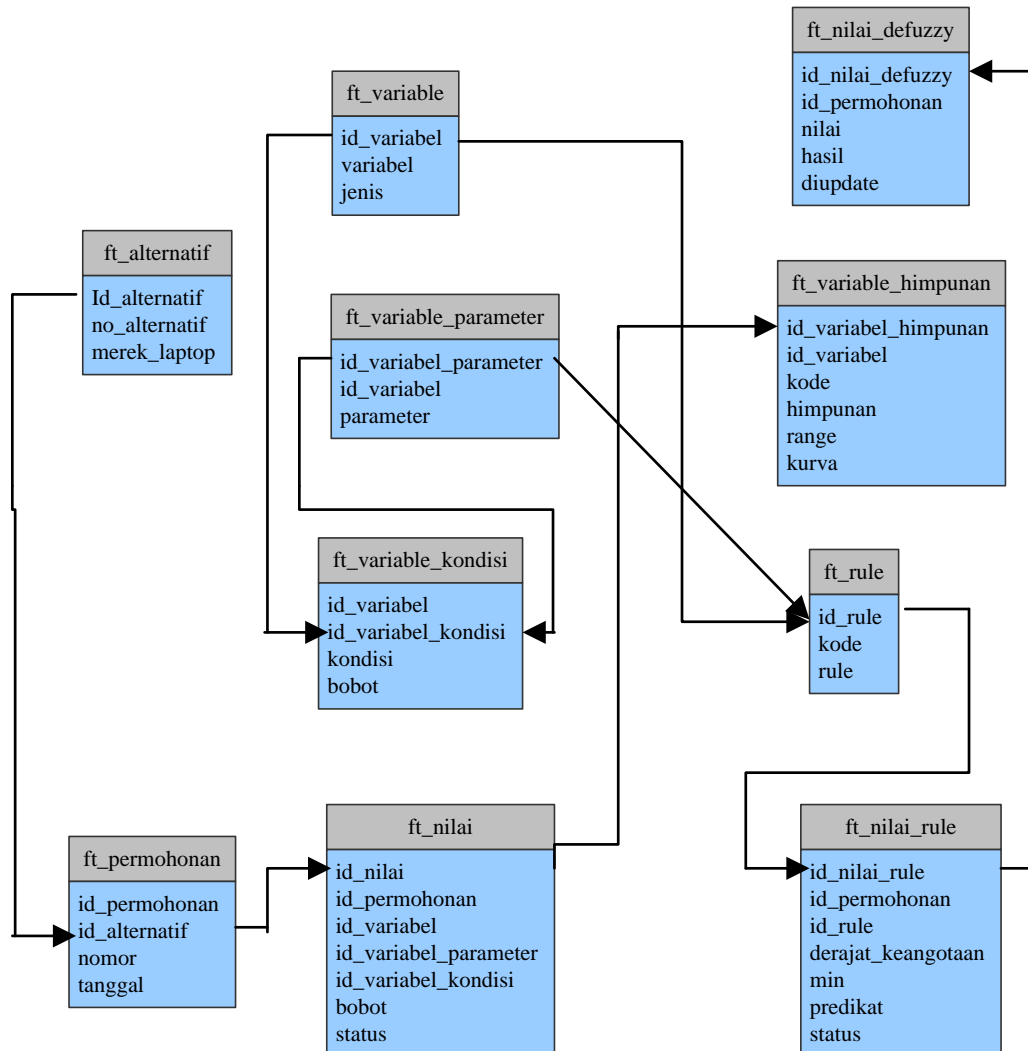 ft_nilai_defuzzy
id_nilai_defuzzy
id_permohonan
nilai
hasil
diupdate
ft_variable
id_variabel
variabel
jenis
ft_alternatif
Id_alternatif
no_alternatif
merek_laptop
ft_variable_parameter
id_variabel_parameter
id_variabel
parameter
ft_variable_himpunan
id_variabel_himpunan
id_variabel
kode
himpunan
range
kurva
ft_variable_kondisi
id_variabel
id_variabel_kondisi
kondisi
bobot
ft_rule
id_rule
kode
rule
ft_permohonan
id_permohonan
id_alternatif
nomor
tanggal
ft_nilai
id_nilai
id_permohonan
id_variabel
id_variabel_parameter
id_variabel_kondisi
bobot
status
ft_nilai_rule
id_nilai_rule
id_permohonan
id_rule
derajat_keangotaan
min
predikat
status